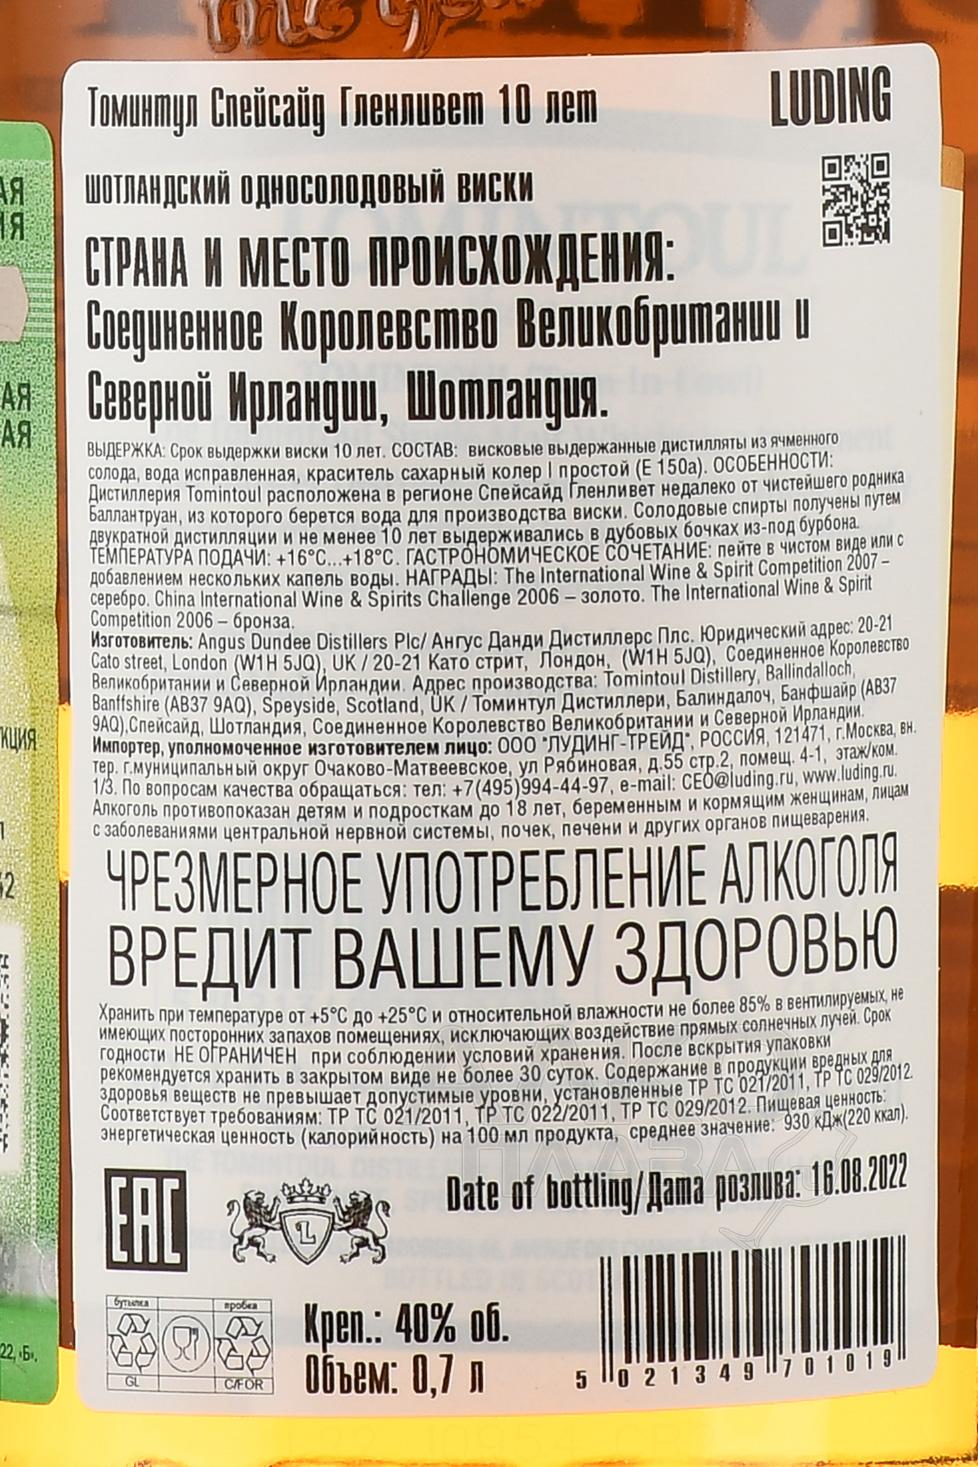 Томинтул Спейсайд Гленливет 10 лет
LUDING
ШОТЛАНДСКИЙ ОДНОСОЛОДОВЫЙ ВИСКИ
СТРАНА И МЕСТО ПРОИСХОЖДЕНИЯ:
Соединенное Королевство Великобритании и
Северной Ирландии, Шотландия.
ВЫДЕРЖКА: Срок выдержки виски 10 лет. СОСТАВ: висковые выдержанные дистилляты из ячменного
солода, вода исправленная, краситель сахарный колер I простой (Е 150а). ОСОБЕННОСТИ:
Дистиллерия Tomintoul расположена в регионе Спейсайд Гленливет недалеко от чистейшего родника
Баллантруан, из которого берется вода для производства виски. Солодовые спирты получены путем
двукратной дистилляции и не менее 10 лет выдерживались в дубовых бочках из-под бурбона.
ТЕМПЕРАТУРА ПОДАЧИ: +16°С...+18°С. ГАСТРОНОМИЧЕСКОЕ СОЧЕТАНИЕ: пейте в чистом виде или с
добавлением нескольких капель воды. НАГРАДЫ: The International Wine & Spirit Competition 2007 –
серебро. China International Wine & Spirits Challenge 2006 – золото. The International Wine & Spirit
Competition 2006 – бронза.
Изготовитель: Angus Dundee Distillers Plc/ Ангус Данди Дистиллерс Плс. Юридический адрес: 20-21
Cato street, London (W1H 5JQ), UK / 20-21 Като стрит, Лондон, (W1H 5JQ), Соединенное Королевство
Великобритании и Северной Ирландии. Адрес производства: Tomintoul Distillery, Ballindalloch,
Banffshire (AB37 9AQ), Speyside, Scotland, UK / Томинтул Дистиллери, Балиндалоч, Банфшайр (AB37
9AQ),Спейсид, Шотландия, Соединенное Королевство Великобритании и Северной Ирландии.
Импортер, уполномоченное изготовителем лицо: ООО "ЛУДИНГ-ТРЕЙД", РОССИЯ, 121471, г.Москва, вн.
тер. г.муниципальный округ Очаково-Матвеевское, ул Рябиновая, д.55 стр.2, помещ. 4-1, этаж/ком.
1/3. По вопросам качества обращаться: тел: +7(495)994-44-97, e-mail: CEO@luding.ru, www.luding.ru.
Алкоголь противопоказан детям и подросткам до 18 лет, беременным и кормящим женщинам, лицам
с заболеваниями центральной нервной системы, почек, печени и других органов пищеварения.
ЧРЕЗМЕРНОЕ УПОТРЕБЛЕНИЕ АЛКОГОЛЯ
ВРЕДИТ ВАШЕМУ ЗДОРОВЬЮ
Хранить при температуре от +5°С до +25°С и относительной влажности не более 85% в вентилируемых, не
имеющих посторонних запахов помещениях, исключающих воздействие прямых солнечных лучей. Срок
годности НЕ ОГРАНИЧЕН при соблюдении условий хранения. После вскрытия упаковки
рекомендуется хранить в закрытом виде не более 30 суток. Содержание в продукции вредных для
здоровья веществ не превышает допустимые уровни, установленные ТР ТС 021/2011, ТР ТС 029/2012.
Соответствует требованиям: ТР ТС 021/2011, ТР ТС 022/2011, ТР ТС 029/2012. Пищевая ценность:
энергетическая ценность (калорийность) на 100 мл продукта, среднее значение: 930 кДж(220 ккал).
EAC
L
Date of bottling/Дата розлива: 16.08.2022
бутылка пробка
GL C/FOR
Креп.: 40% об.
Объем: 0,7 л
5 021349 701019